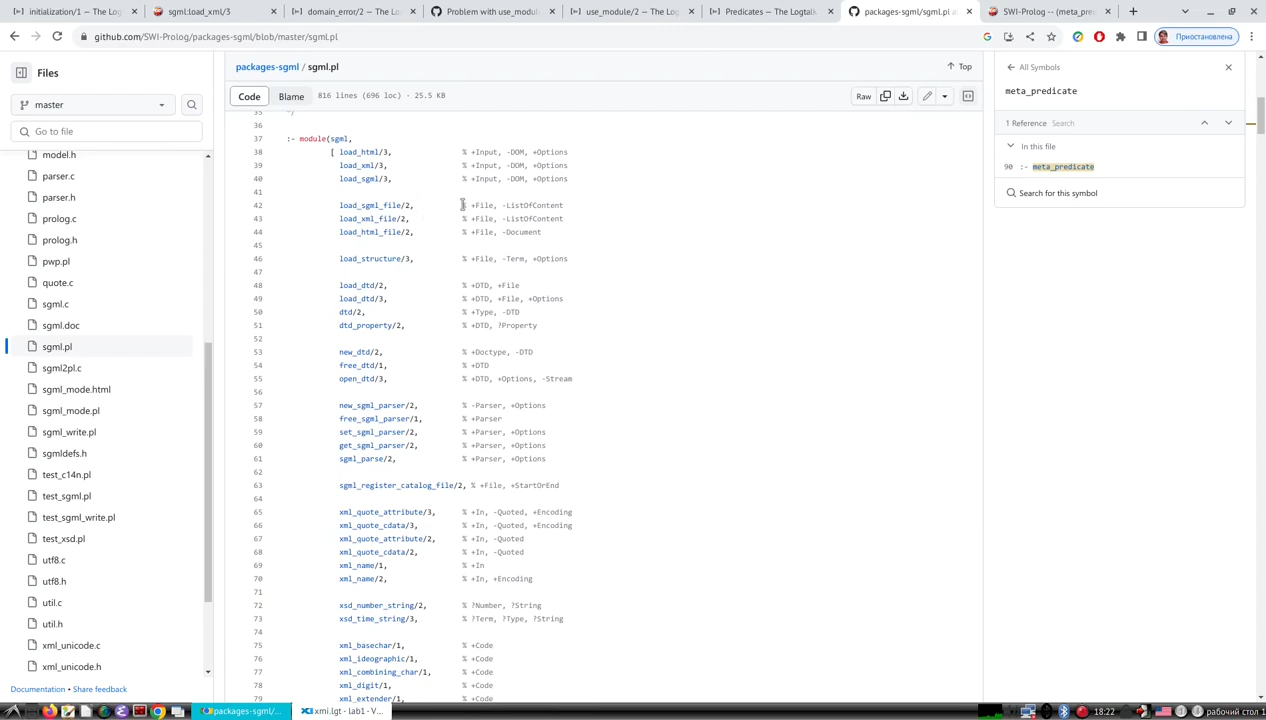 initialization/1 — The Log
sgml:load_xml/3
domain_error/2 — The Logt
Problem with use_module
use_module/2 — The Logta
Predicates — The Logtalk
packages-sgml/sgml.pl at
SWI-Prolog -- (meta_pre
github.com/SWI-Prolog/packages-sgml/blob/master/sgml.pl
Приостановлена
Files
master
Go to file
model.h
parser.c
parser.h
prolog.c
prolog.h
pwp.pl
quote.c
sgml.c
sgml.doc
sgml.pl
sgml2pl.c
sgml_mode.html
sgml_mode.pl
sgml_write.pl
sgmldefs.h
test_c14n.pl
test_sgml.pl
test_sgml_write.pl
test_xsd.pl
utf8.c
utf8.h
util.c
util.h
xml_unicode.c
xml_unicode.h
Documentation • Share feedback
packages-sgml / sgml.pl
Top
Code Blame 816 lines (696 loc) · 25.5 KB
Raw
35 */
36
37 :- module(sgml,
38 [ load_html/3, % +Input, -DOM, +Options
39 load_xml/3, % +Input, -DOM, +Options
40 load_sgml/3, % +Input, -DOM, +Options
41
42 load_sgml_file/2, % +File, -ListOfContent
43 load_xml_file/2, % +File, -ListOfContent
44 load_html_file/2, % +File, -Document
45
46 load_structure/3, % +File, -Term, +Options
47
48 load_dtd/2, % +DTD, +File
49 load_dtd/3, % +DTD, +File, +Options
50 dtd/2, % +Type, -DTD
51 dtd_property/2, % +DTD, ?Property
52
53 new_dtd/2, % +Doctype, -DTD
54 free_dtd/1, % +DTD
55 open_dtd/3, % +DTD, +Options, -Stream
56
57 new_sgml_parser/2, % -Parser, +Options
58 free_sgml_parser/1, % +Parser
59 set_sgml_parser/2, % +Parser, +Options
60 get_sgml_parser/2, % +Parser, +Options
61 sgml_parse/2, % +Parser, +Options
62
63 sgml_register_catalog_file/2, % +File, +StartOrEnd
64
65 xml_quote_attribute/3, % +In, -Quoted, +Encoding
66 xml_quote_cdata/3, % +In, -Quoted, +Encoding
67 xml_quote_attribute/2, % +In, -Quoted
68 xml_quote_cdata/2, % +In, -Quoted
69 xml_name/1, % +In
70 xml_name/2, % +In, +Encoding
71
72 xsd_number_string/2, % ?Number, ?String
73 xsd_time_string/3, % ?Term, ?Type, ?String
74
75 xml_basechar/1, % +Code
76 xml_ideographic/1, % +Code
77 xml_combining_char/1, % +Code
78 xml_digit/1, % +Code
79 xml_extender/1, % +Code
All Symbols
meta_predicate
1 Reference Search
In this file
90 :- meta_predicate
Search for this symbol
packages-sgml/...
xmi.lgt - lab1 - V...
18:22
рабочий стол 1